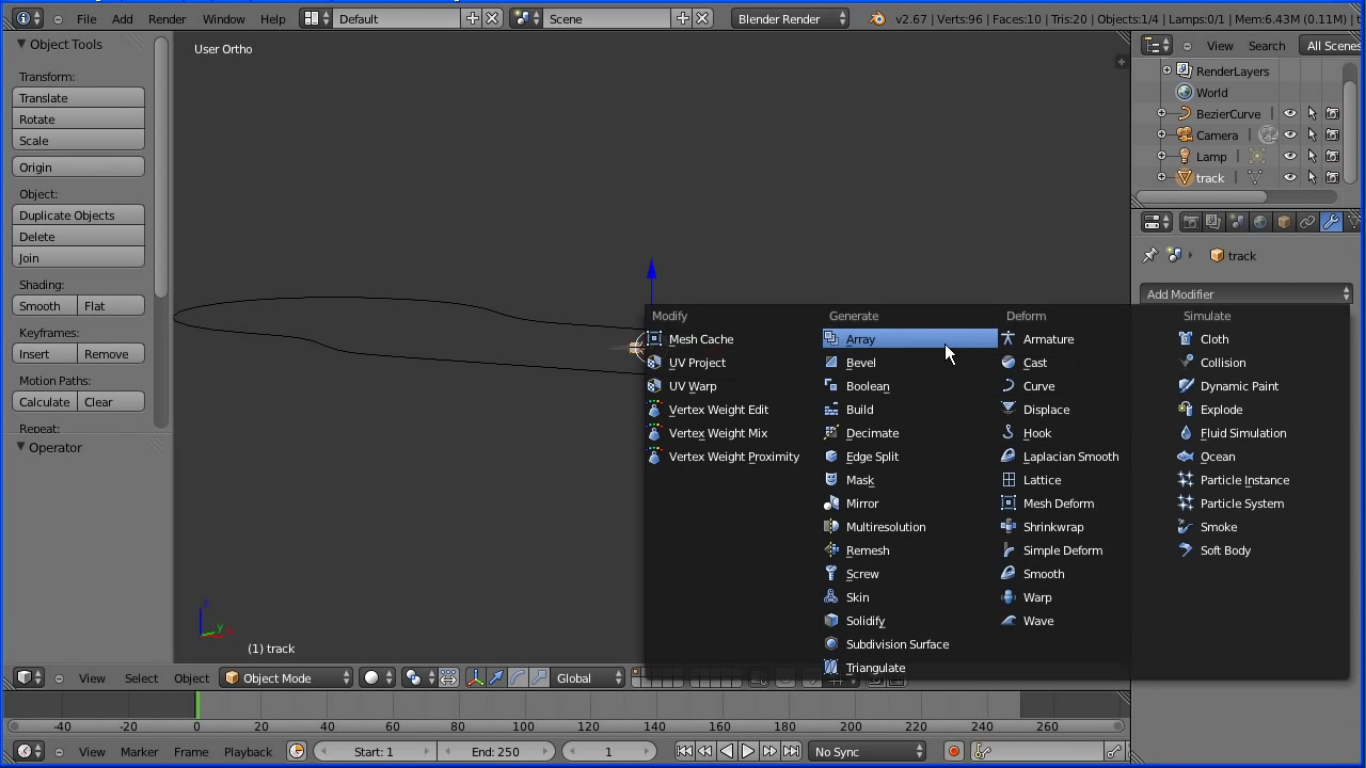 File Add Render Window Help Default Scene Blender Render v2.67 | Verts:96 | Faces:10 | Tris:20 | Objects:1/4 | Lamps:0/1 | Mem:6.43M (0.11M) | t
Object Tools
Transform:
Translate
Rotate
Scale
Origin
Object:
Duplicate Objects
Delete
Join
Shading:
Smooth Flat
Keyframes:
Insert Remove
Motion Paths:
Calculate Clear
Repeat:
Operator
User Ortho
z
y
(1) track
Modify
Mesh Cache
UV Project
UV Warp
Vertex Weight Edit
Vertex Weight Mix
Vertex Weight Proximity
Generate
Array
Bevel
Boolean
Build
Decimate
Edge Split
Mask
Mirror
Multiresolution
Remesh
Screw
Skin
Solidify
Subdivision Surface
Triangulate
Deform
Armature
Cast
Curve
Displace
Hook
Laplacian Smooth
Lattice
Mesh Deform
Shrinkwrap
Simple Deform
Smooth
Warp
Wave
Simulate
Cloth
Collision
Dynamic Paint
Explode
Fluid Simulation
Ocean
Particle Instance
Particle System
Smoke
Soft Body
View Search All Scenes
RenderLayers
World
BezierCurve
Camera
Lamp
track
track
Add Modifier
View Select Object Object Mode Global
-40 -20 0 20 40 60 80 100 120 140 160 180 200 220 240 260
View Marker Frame Playback Start: 1 End: 250 1 No Sync